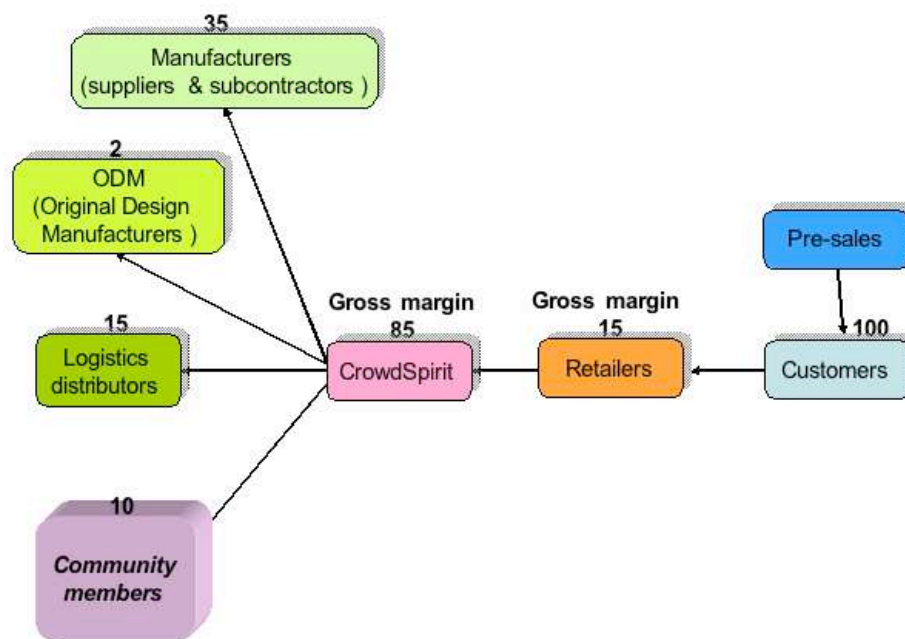 35
Manufacturers
(suppliers & subcontractors )
2
ODM
(Original Design
Manufacturers )
15
Logistics
distributors
10
Community
members
Gross margin
85
CrowdSpirit
Gross margin
15
Retailers
Pre-sales
100
Customers